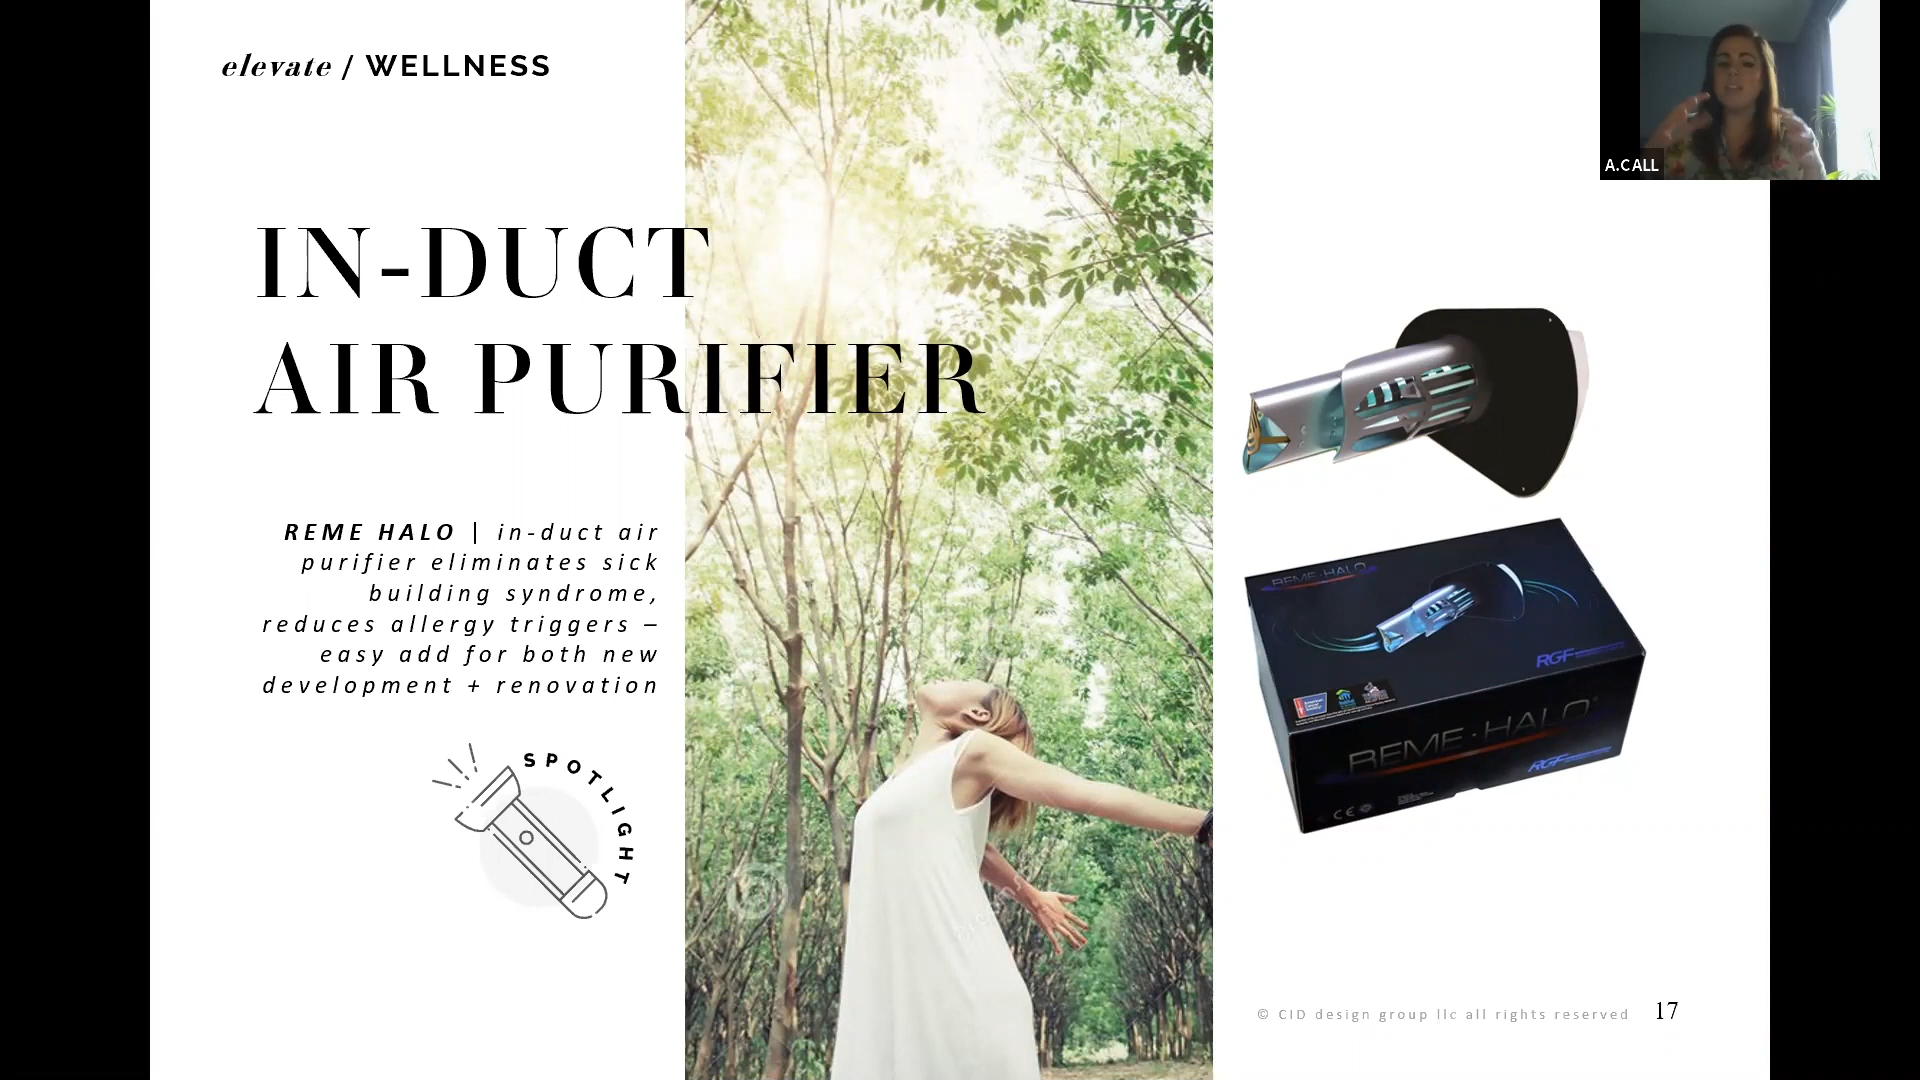 elevate / WELLNESS
A.CALL
IN-DUCT
AIR PURIFIER
REME HALO | in-duct air
purifier eliminates sick
building syndrome,
reduces allergy triggers –
easy add for both new
development + renovation
SPOTLIGHT
REME·HALO
RGF
REME·HALO®
RGF
CE
© CID design group llc all rights reserved
17